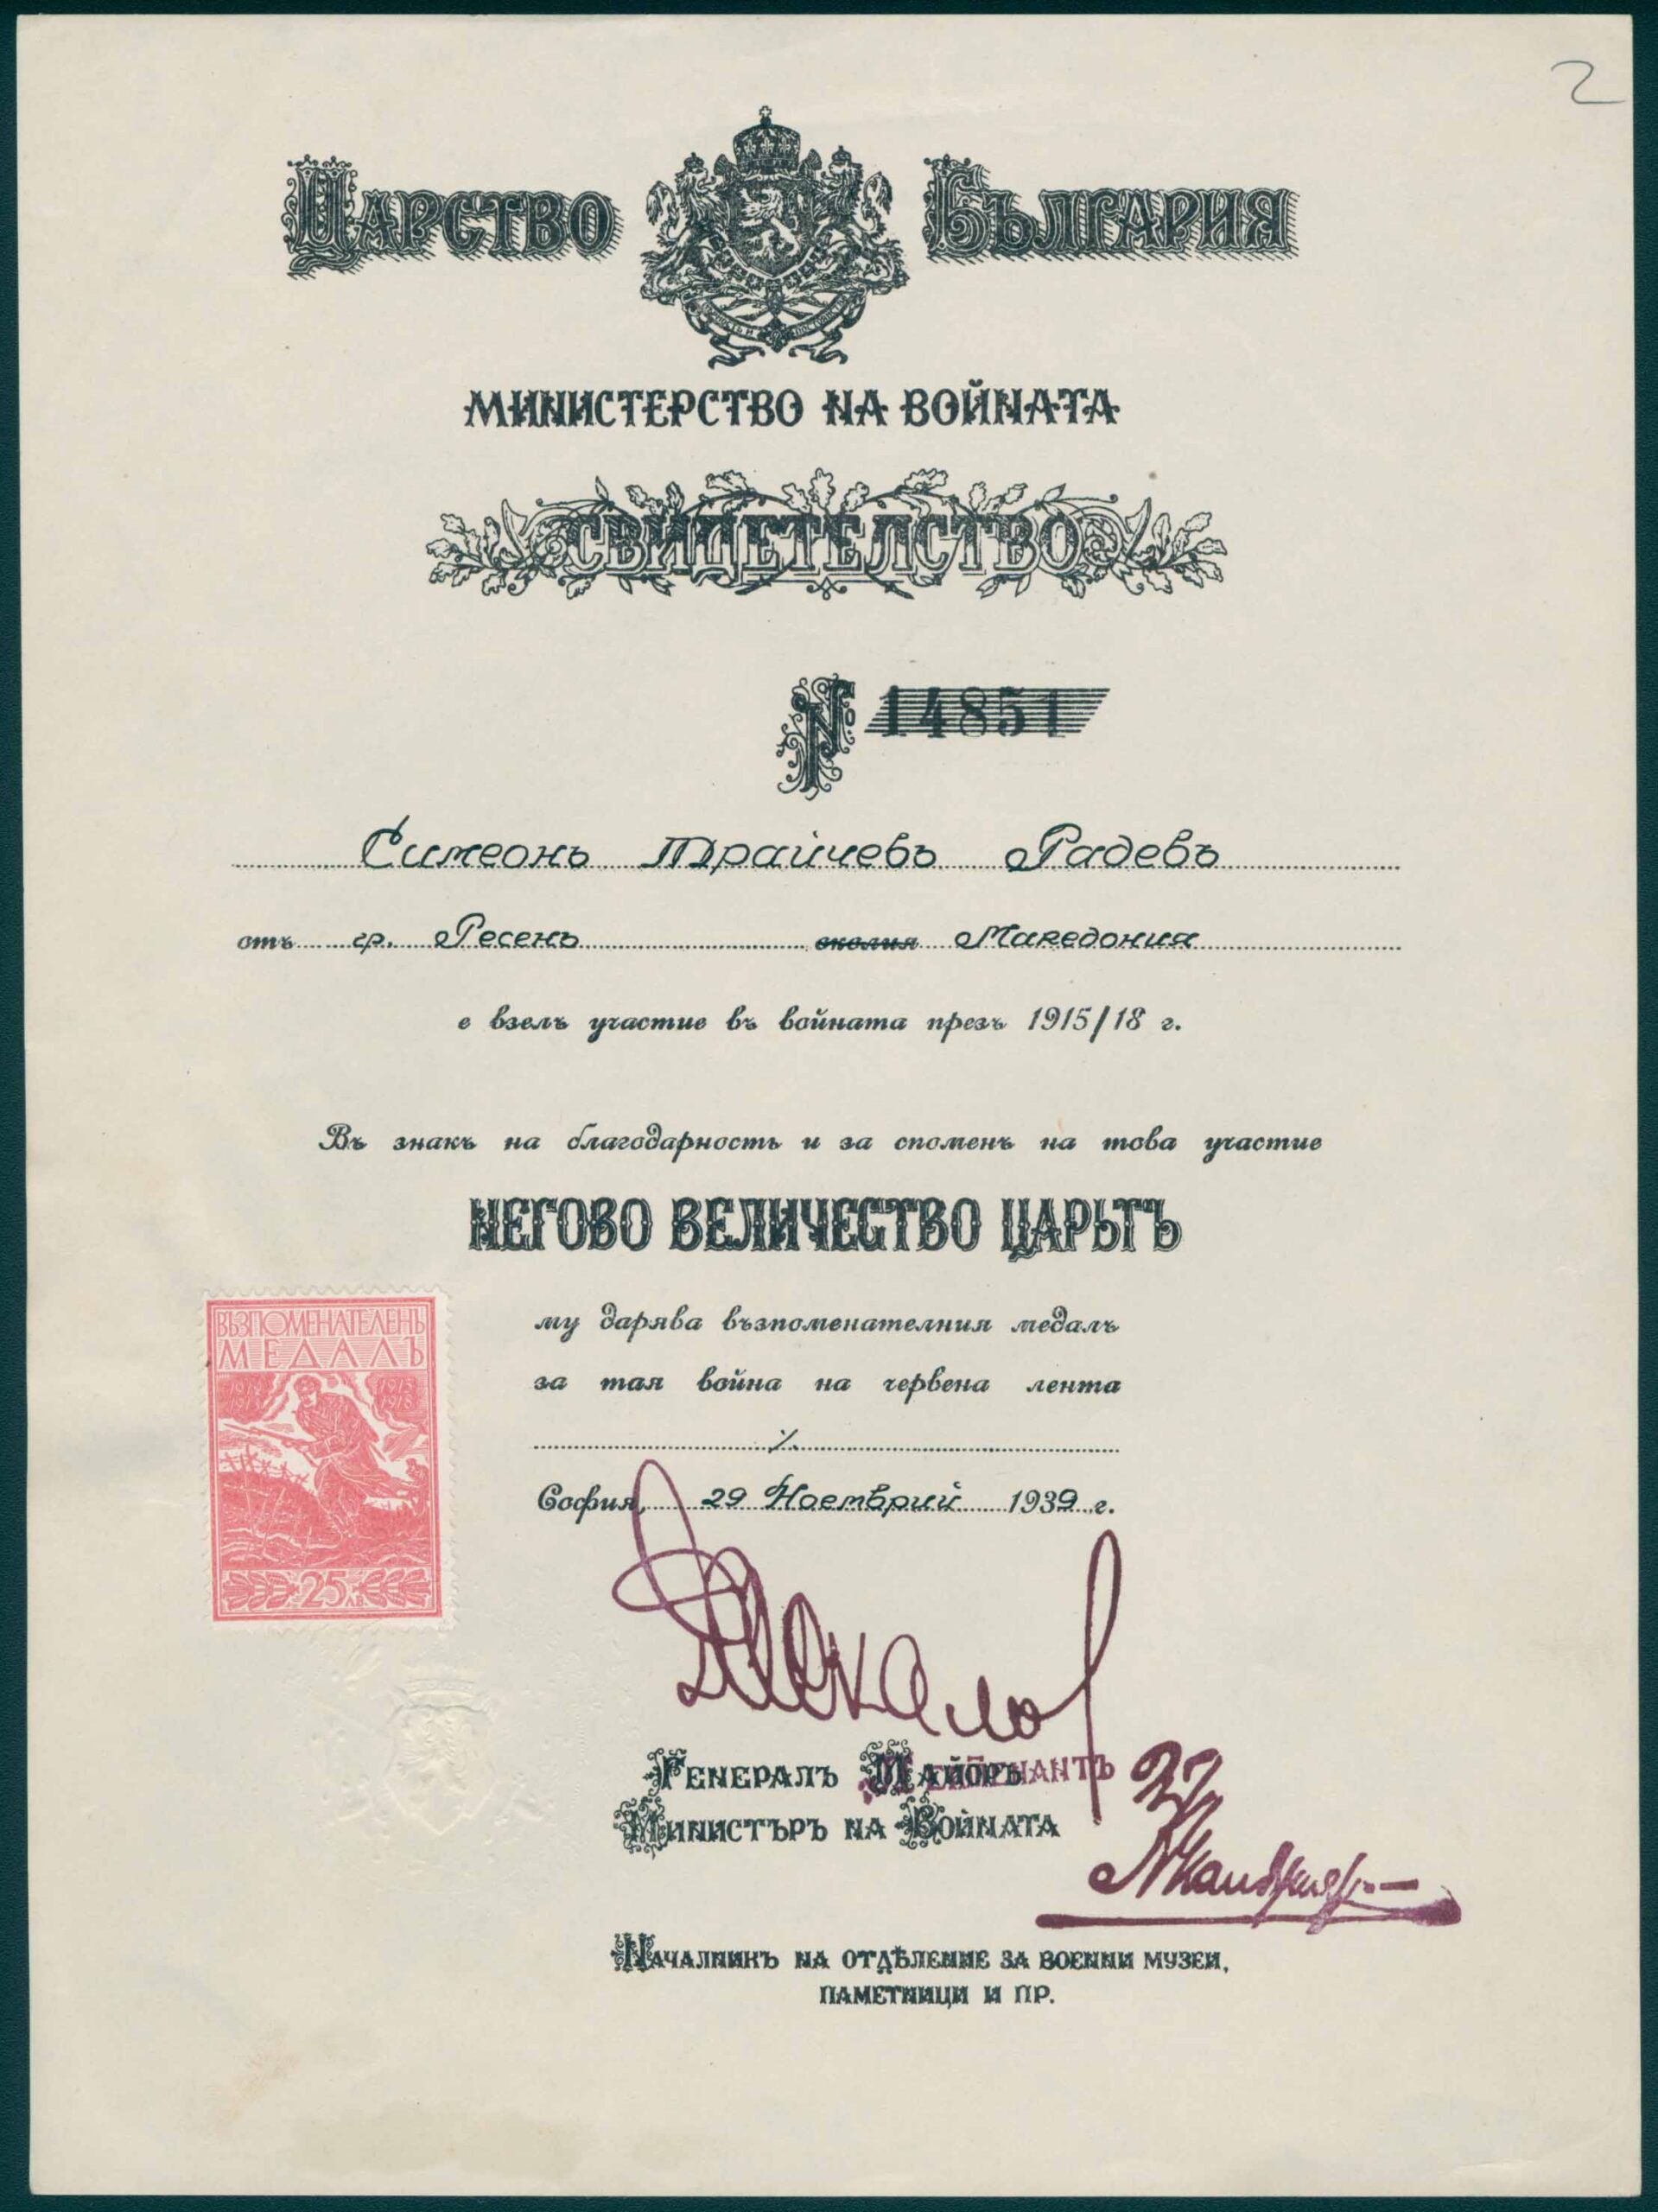 2
Царство България
МИНИСТЕРСТВО НА ВОЙНАТА
СВИДЕТЕЛСТВО
№ 14851
Симеонъ Трайчевъ Радевъ
отъ гр. Ресенъ околия Македония
е взелъ участие въ войната презъ 1915/18 г.
Въ знакъ на благодарность и за споменъ на това участие
НЕГОВО ВЕЛИЧЕСТВО ЦАРЬТЪ
ВЪЗПОМЕНАТЕЛЕНЪ
МЕДАЛЪ
25 ЛВ.
му дарява възпоменателния медалъ
за тая война на червена лента
София, 29 Ноемврий 1939 г.
Генералъ Майоръ
Министъръ на Войната
Началникъ на отдѣление за военни музеи,
паметници и пр.